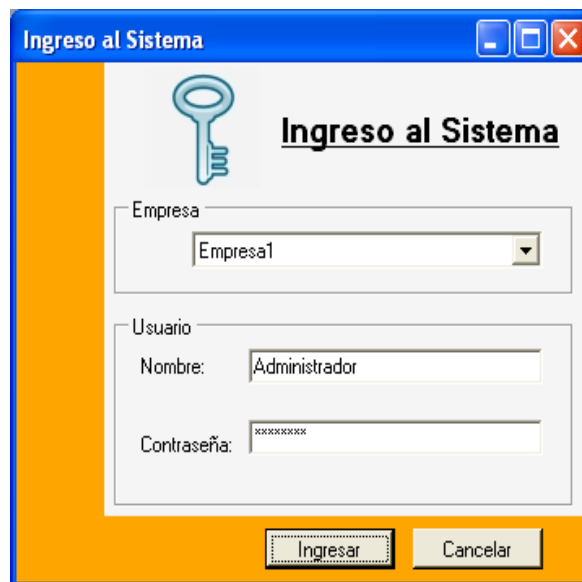 Ingreso al Sistema
Ingreso al Sistema
Empresa
Empresa1
Usuario
Nombre: Administrador
Contraseña: ********
Ingresar Cancelar